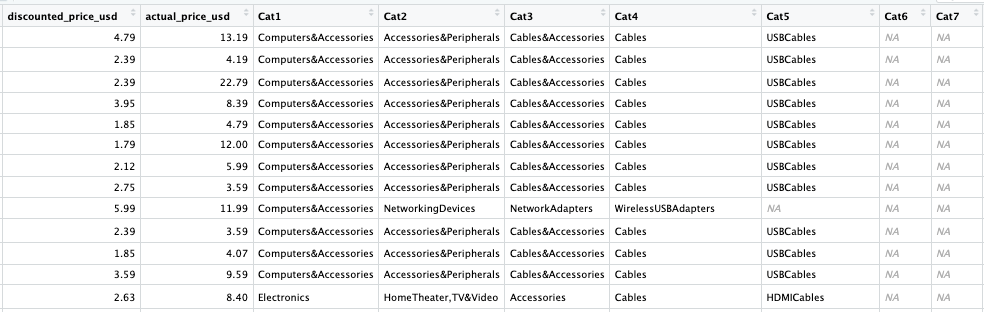 discounted_price_usd actual_price_usd Cat1 Cat2 Cat3 Cat4 Cat5 Cat6 Cat7
4.79 13.19 Computers&Accessories Accessories&Peripherals Cables&Accessories Cables USBCables NA NA
2.39 4.19 Computers&Accessories Accessories&Peripherals Cables&Accessories Cables USBCables NA NA
2.39 22.79 Computers&Accessories Accessories&Peripherals Cables&Accessories Cables USBCables NA NA
3.95 8.39 Computers&Accessories Accessories&Peripherals Cables&Accessories Cables USBCables NA NA
1.85 4.79 Computers&Accessories Accessories&Peripherals Cables&Accessories Cables USBCables NA NA
1.79 12.00 Computers&Accessories Accessories&Peripherals Cables&Accessories Cables USBCables NA NA
2.12 5.99 Computers&Accessories Accessories&Peripherals Cables&Accessories Cables USBCables NA NA
2.75 3.59 Computers&Accessories Accessories&Peripherals Cables&Accessories Cables USBCables NA NA
5.99 11.99 Computers&Accessories NetworkingDevices NetworkAdapters WirelessUSBAdapters NA NA NA
2.39 3.59 Computers&Accessories Accessories&Peripherals Cables&Accessories Cables USBCables NA NA
1.85 4.07 Computers&Accessories Accessories&Peripherals Cables&Accessories Cables USBCables NA NA
3.59 9.59 Computers&Accessories Accessories&Peripherals Cables&Accessories Cables USBCables NA NA
2.63 8.40 Electronics HomeTheater,TV&Video Accessories Cables HDMICables NA NA